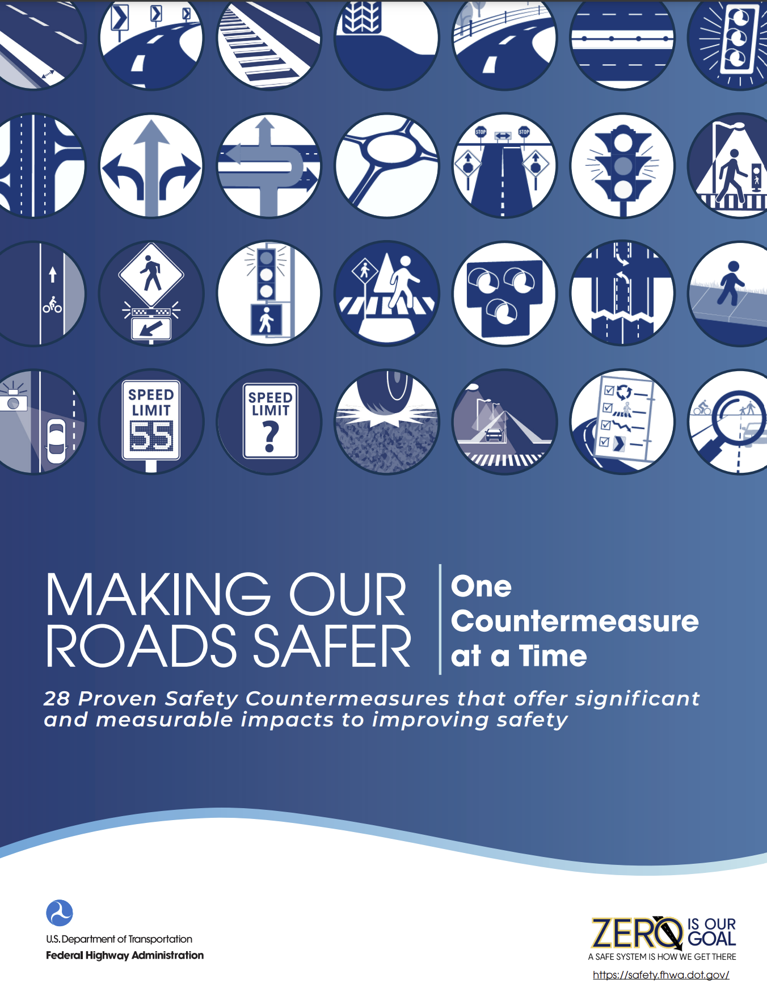 STOP
STOP
SPEED
LIMIT
55
SPEED
LIMIT
?
MAKING OUR
ROADS SAFER
One
Countermeasure
at a Time
28 Proven Safety Countermeasures that offer significant
and measurable impacts to improving safety
U.S. Department of Transportation
Federal Highway Administration
ZERO IS OUR
GOAL
A SAFE SYSTEM IS HOW WE GET THERE
https://safety.fhwa.dot.gov/